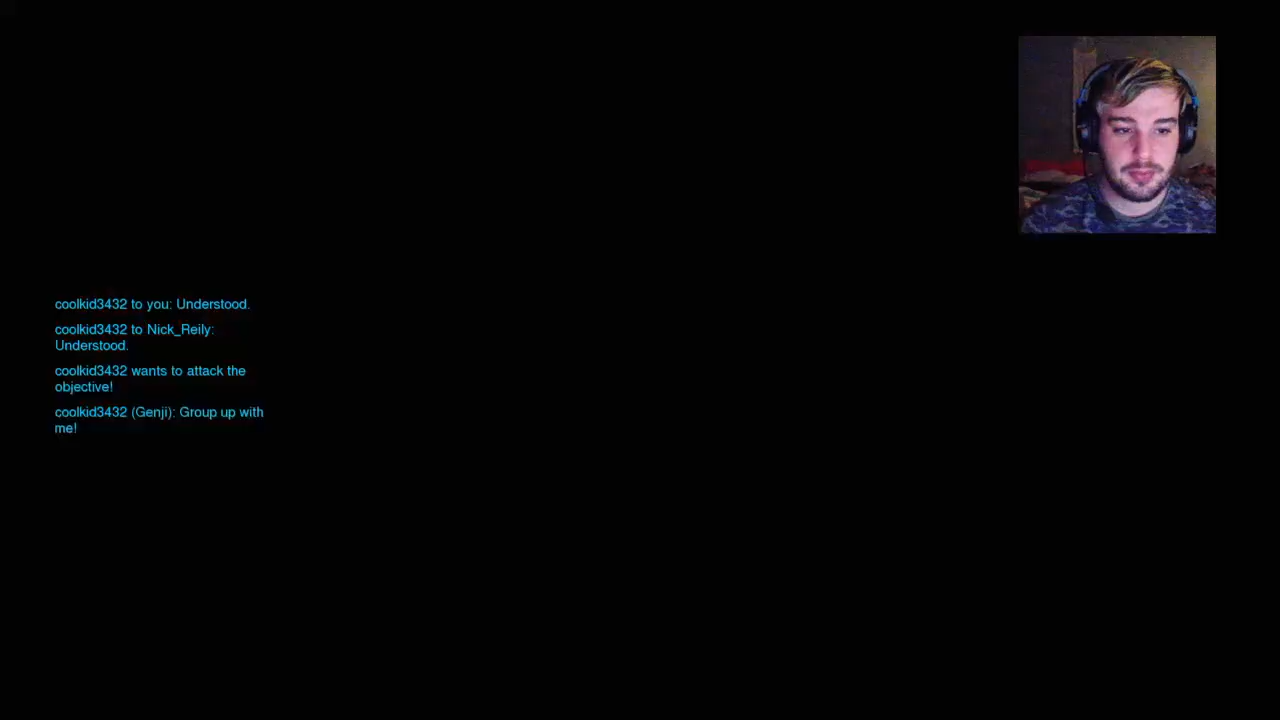 coolkid3432 to you: Understood.
coolkid3432 to Nick_Reily:
Understood.
coolkid3432 wants to attack the
objective!
coolkid3432 (Genji): Group up with
me!